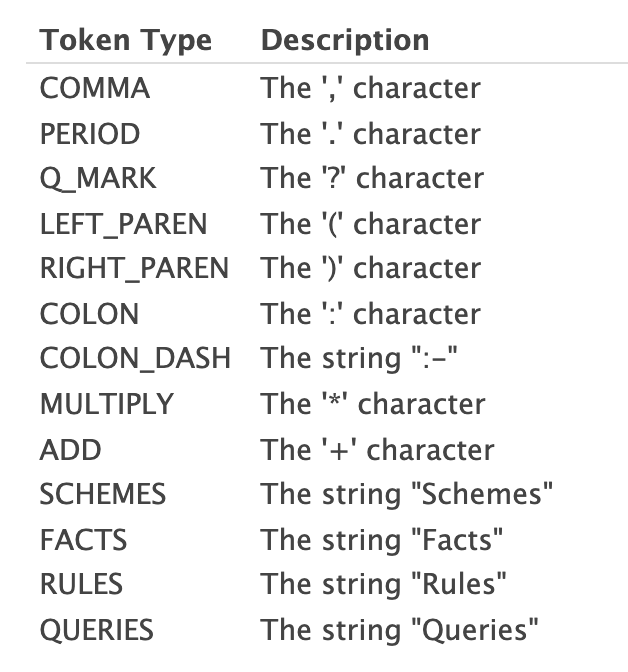 Token Type Description
COMMA The ',' character
PERIOD The '.' character
Q_MARK The '?' character
LEFT_PAREN The '(' character
RIGHT_PAREN The ')' character
COLON The ':' character
COLON_DASH The string ":-"
MULTIPLY The '*' character
ADD The '+' character
SCHEMES The string "Schemes"
FACTS The string "Facts"
RULES The string "Rules"
QUERIES The string "Queries"